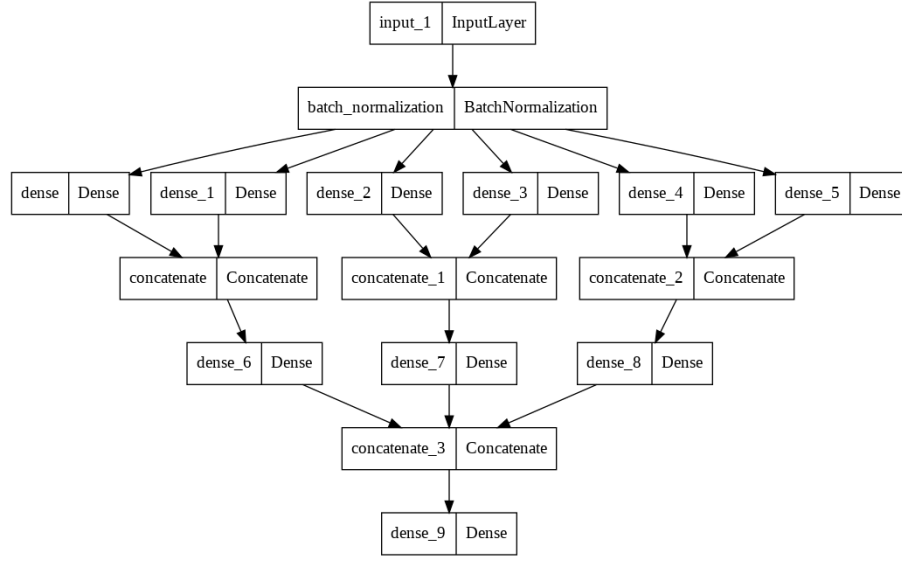 input_1 InputLayer
batch_normalization BatchNormalization
dense Dense dense_1 Dense dense_2 Dense dense_3 Dense dense_4 Dense dense_5 Dense
concatenate Concatenate concatenate_1 Concatenate concatenate_2 Concatenate
dense_6 Dense dense_7 Dense dense_8 Dense
concatenate_3 Concatenate
dense_9 Dense